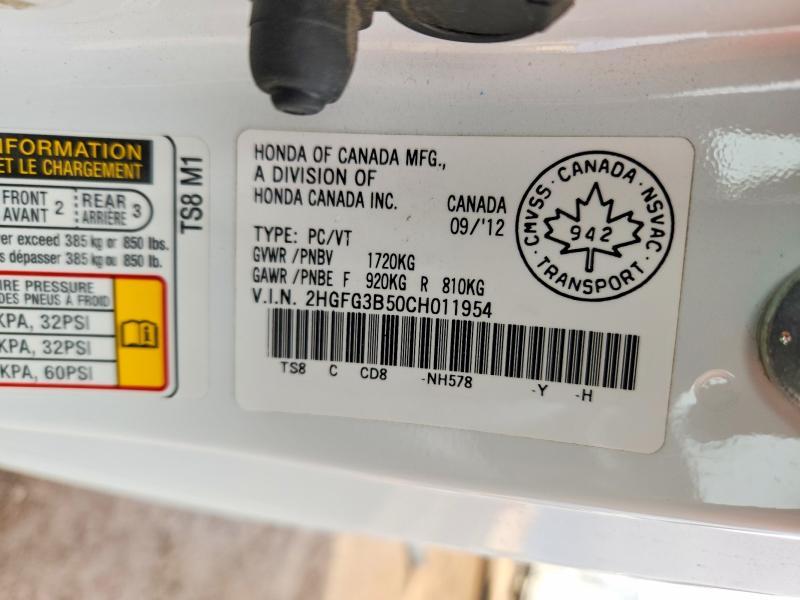 INFORMATION
ET LE CHARGEMENT
FRONT
AVANT 2
REAR
ARRIÈRE 3
exceed 385 kg or 850 lbs.
dépasser 385 kg ou 850 lb.
PRESSURE
DES PNEUS À FROID
KPA, 32PSI
KPA, 32PSI
KPA, 60PSI
TS8 M1
HONDA OF CANADA MFG.,
A DIVISION OF
HONDA CANADA INC. CANADA
09/'12
TYPE: PC/VT
GVWR /PNBV 1720KG
GAWR /PNBE F 920KG R 810KG
V.I.N. 2HGFG3B50CH011954
TS8 C CD8 -NH578 -Y -H
CMVSS · CANADA · NSVAC
942
TRANSPORT